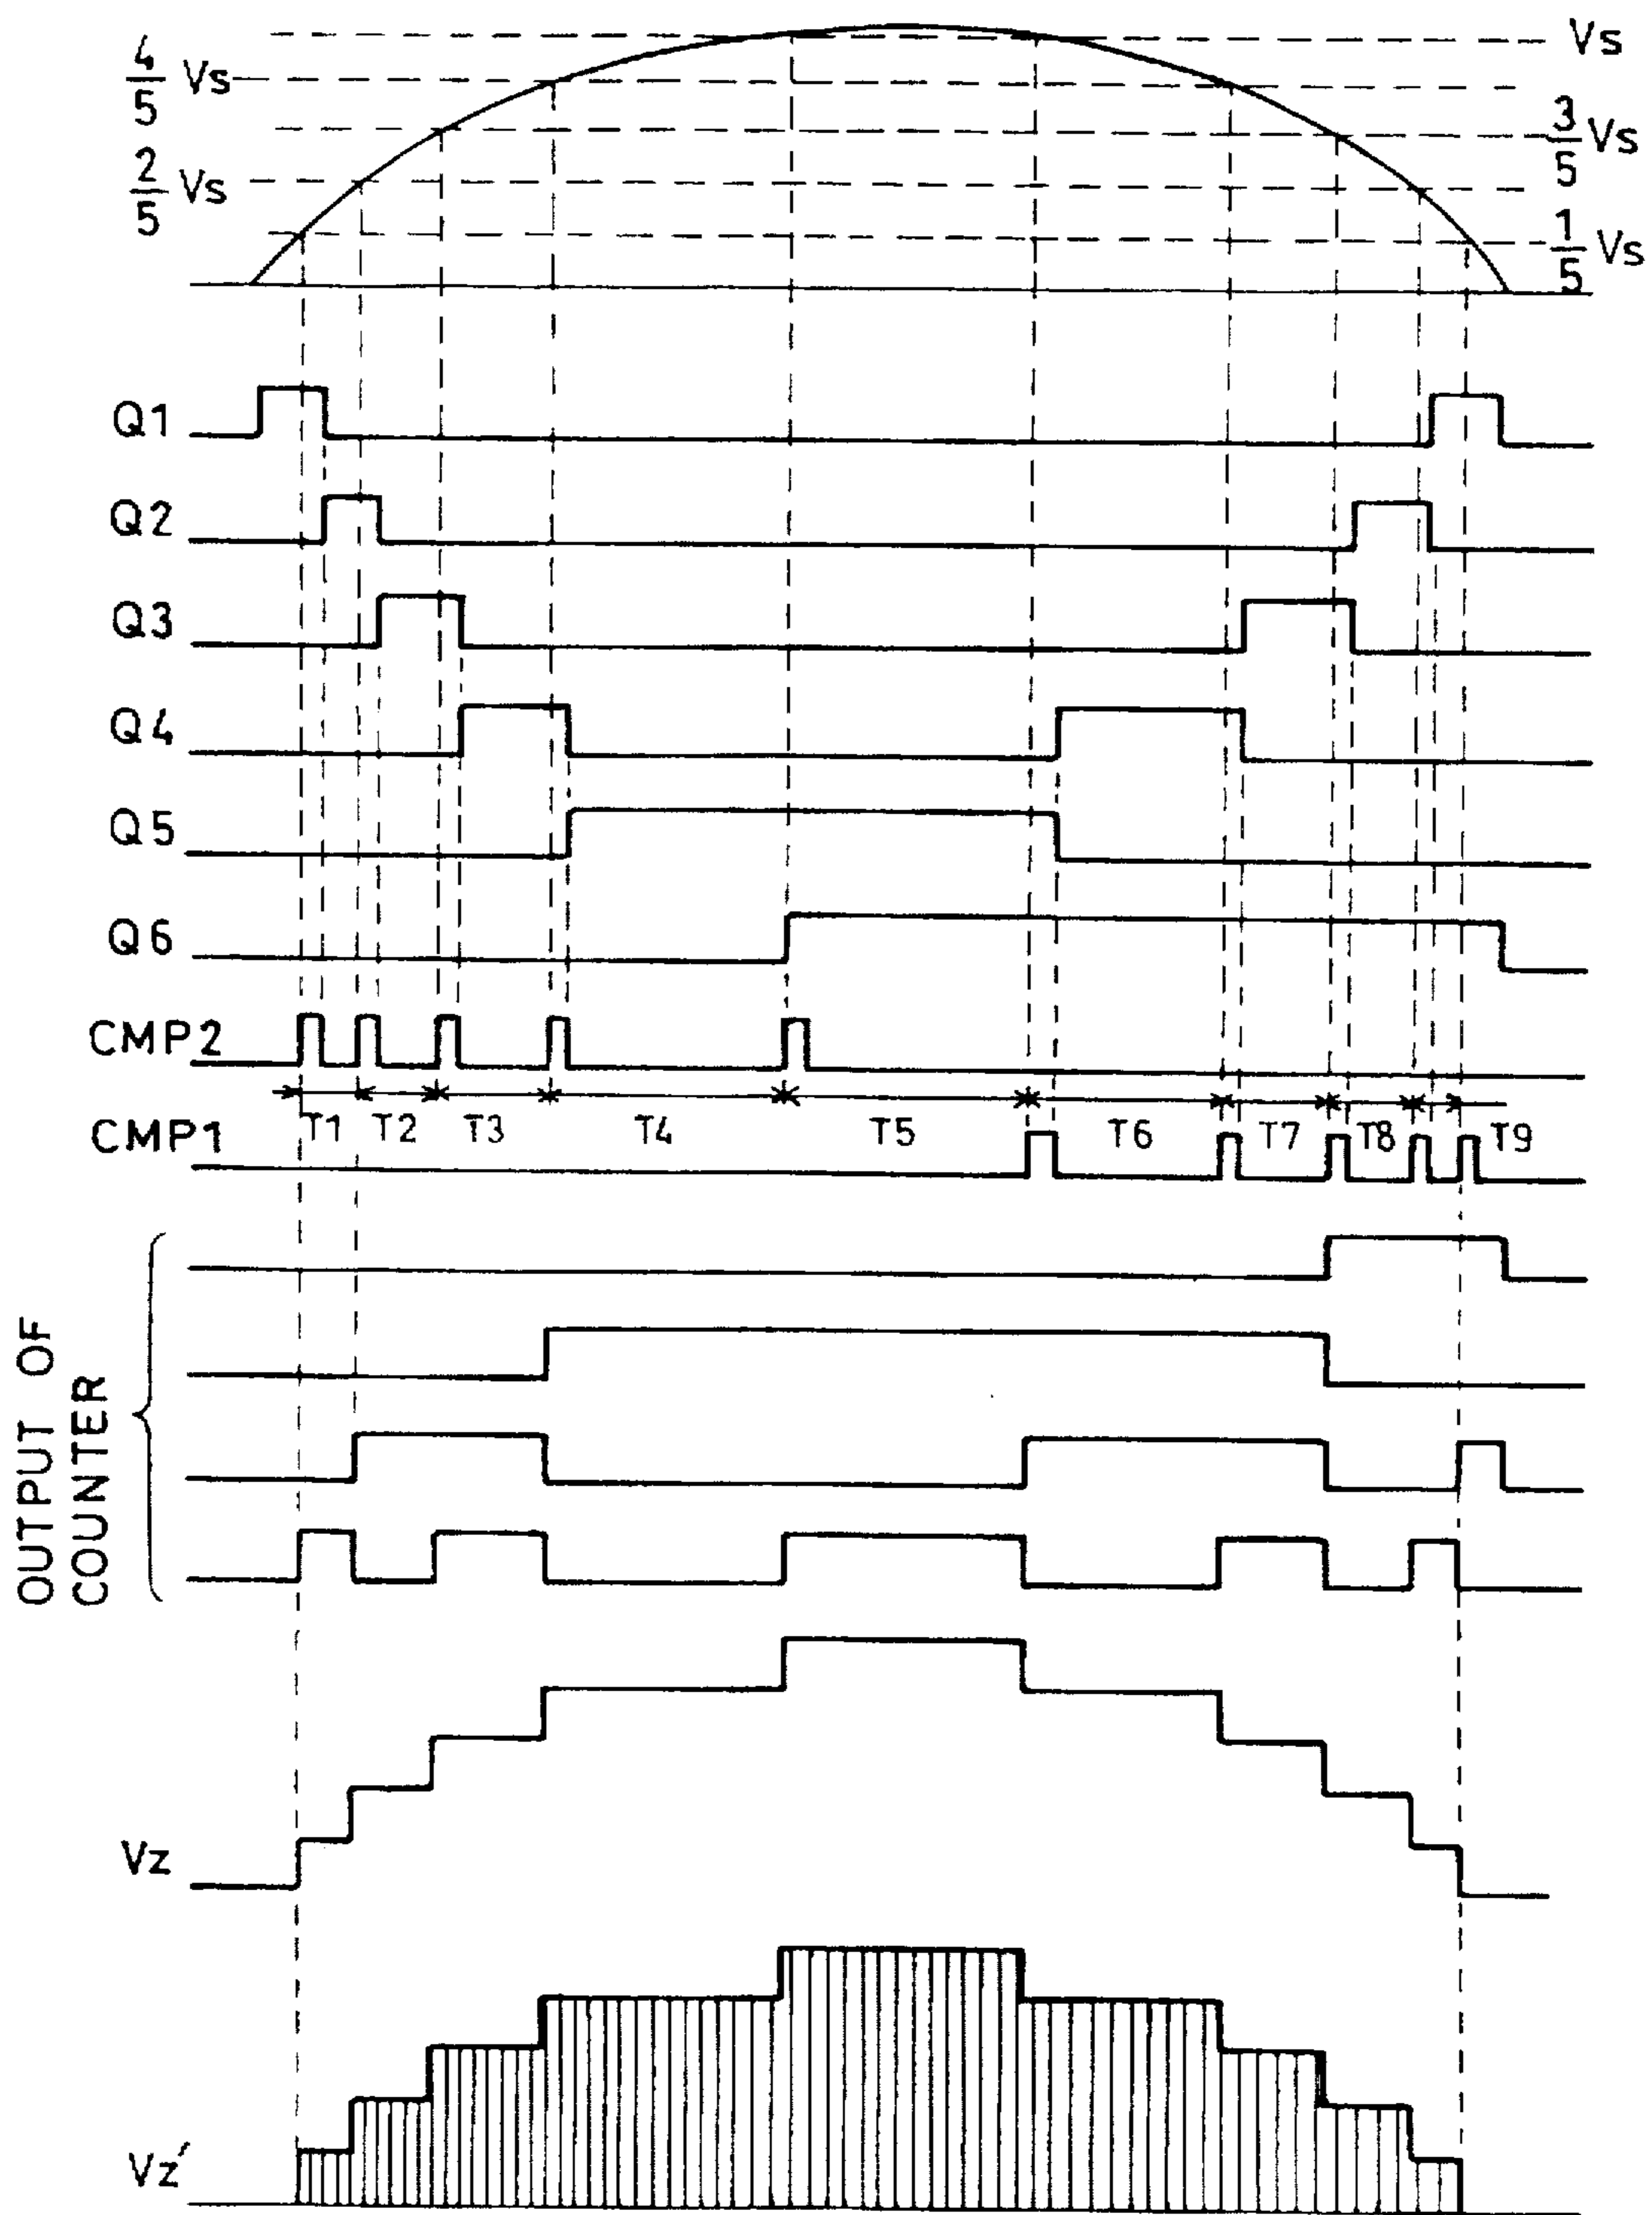 Vs
4/5 Vs
3/5 Vs
2/5 Vs
1/5 Vs
Q1
Q2
Q3
Q4
Q5
Q6
CMP2
T1 T2 T3 T4 T5 T6 T7 T8 T9
CMP1
OUTPUT OF
COUNTER
Vz
Vz′